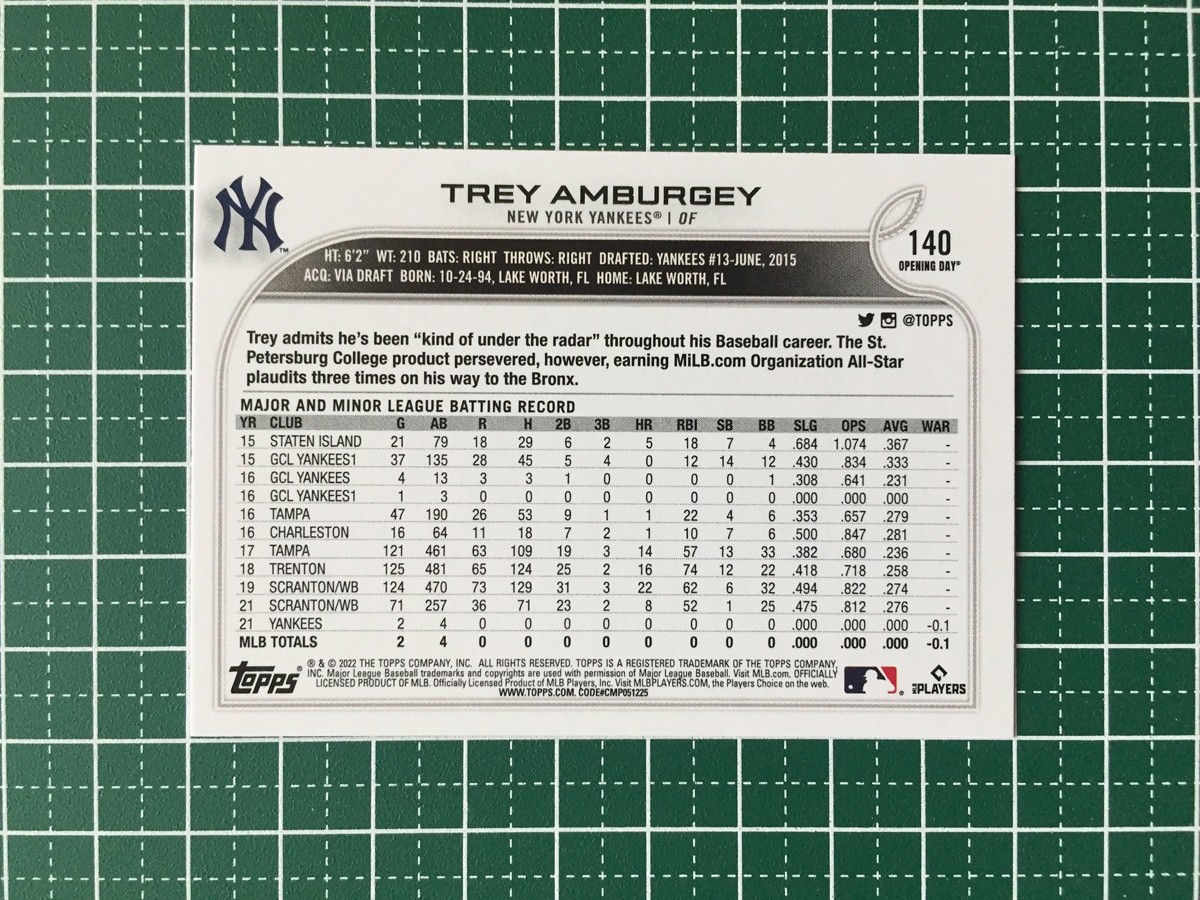 NY ™
TREY AMBURGEY
NEW YORK YANKEES® | OF
140
OPENING DAY®
HT: 6'2" WT: 210 BATS: RIGHT THROWS: RIGHT DRAFTED: YANKEES #13-JUNE, 2015
ACQ: VIA DRAFT BORN: 10-24-94, LAKE WORTH, FL HOME: LAKE WORTH, FL
@TOPPS
Trey admits he's been "kind of under the radar" throughout his Baseball career. The St.
Petersburg College product persevered, however, earning MiLB.com Organization All-Star
plaudits three times on his way to the Bronx.
MAJOR AND MINOR LEAGUE BATTING RECORD
YR CLUB G AB R H 2B 3B HR RBI SB BB SLG OPS AVG WAR
15 STATEN ISLAND 21 79 18 29 6 2 5 18 7 4 .684 1.074 .367 -
15 GCL YANKEES1 37 135 28 45 5 4 0 12 14 12 .430 .834 .333 -
16 GCL YANKEES 4 13 3 3 1 0 0 0 0 1 .308 .641 .231 -
16 GCL YANKEES1 1 3 0 0 0 0 0 0 0 0 .000 .000 .000 -
16 TAMPA 47 190 26 53 9 1 1 22 4 6 .353 .657 .279 -
16 CHARLESTON 16 64 11 18 7 2 1 10 7 6 .500 .847 .281 -
17 TAMPA 121 461 63 109 19 3 14 57 13 33 .382 .680 .236 -
18 TRENTON 125 481 65 124 25 2 16 74 12 22 .418 .718 .258 -
19 SCRANTON/WB 124 470 73 129 31 3 22 62 6 32 .494 .822 .274 -
21 SCRANTON/WB 71 257 36 71 23 2 8 52 1 25 .475 .812 .276 -
21 YANKEES 2 4 0 0 0 0 0 0 0 0 .000 .000 .000 -0.1
MLB TOTALS 2 4 0 0 0 0 0 0 0 0 .000 .000 .000 -0.1
Topps®
® & © 2022 THE TOPPS COMPANY, INC. ALL RIGHTS RESERVED. TOPPS IS A REGISTERED TRADEMARK OF THE TOPPS COMPANY,
INC. Major League Baseball trademarks and copyrights are used with permission of Major League Baseball. Visit MLB.com. OFFICIALLY
LICENSED PRODUCT OF MLB. Officially Licensed Product of MLB Players, Inc. Visit MLBPLAYERS.COM, the Players Choice on the web.
WWW.TOPPS.COM. CODE#CMP051225
MLB PLAYERS